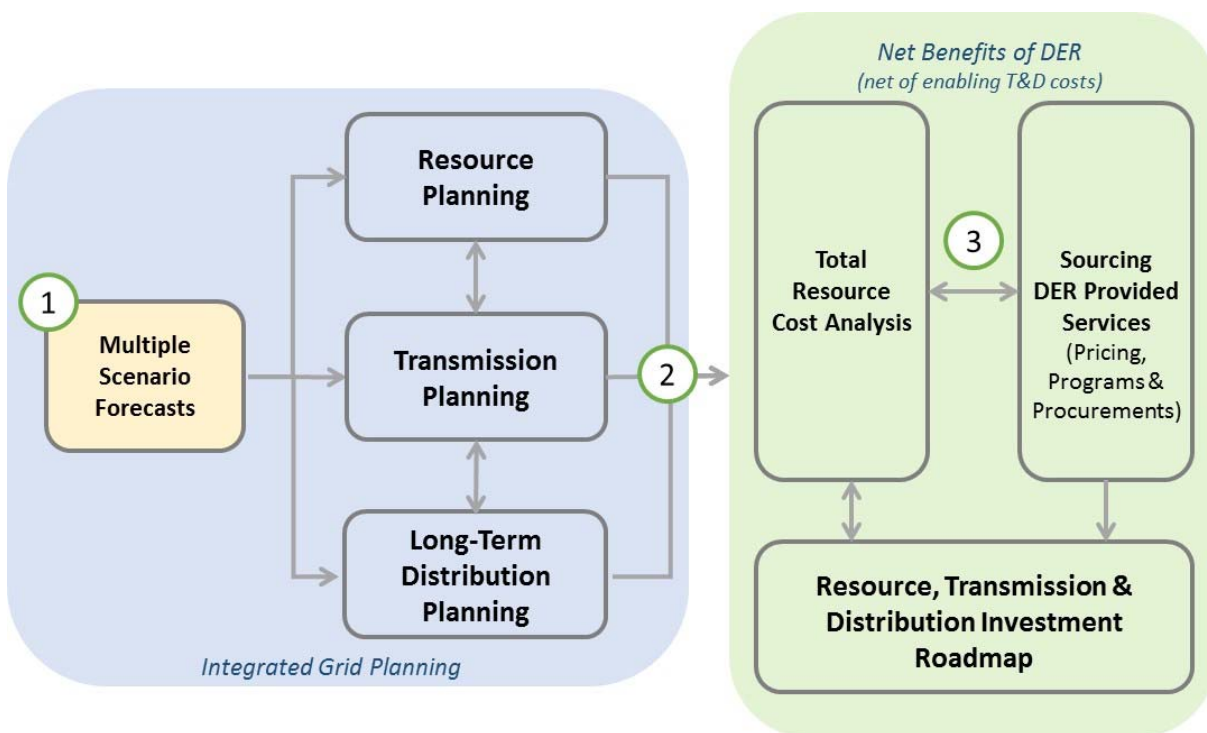 Net Benefits of DER
(net of enabling T&D costs)
Resource
Planning
1
Multiple
Scenario
Forecasts
Transmission
Planning
2
Long-Term
Distribution
Planning
Integrated Grid Planning
Total
Resource
Cost Analysis
3
Sourcing
DER Provided
Services
(Pricing,
Programs &
Procurements)
Resource, Transmission &
Distribution Investment
Roadmap